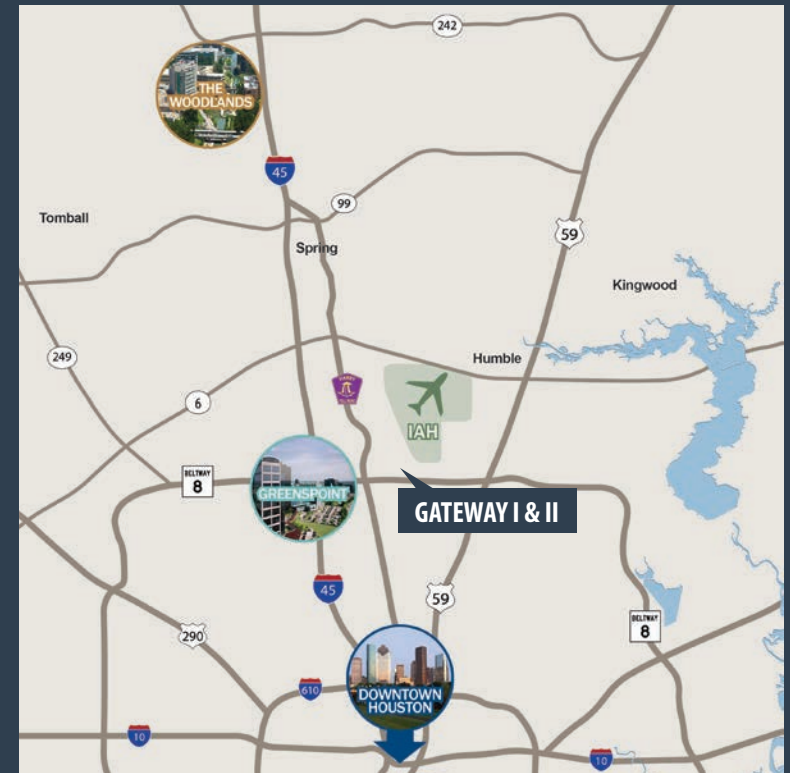 242
THE
WOODLANDS
45
99
Tomball
Spring
59
Kingwood
249
Humble
6
IAH
BELTWAY
8
GREENSPOINT
GATEWAY I & II
45
59
BELTWAY
8
290
610
DOWNTOWN
HOUSTON
10
10